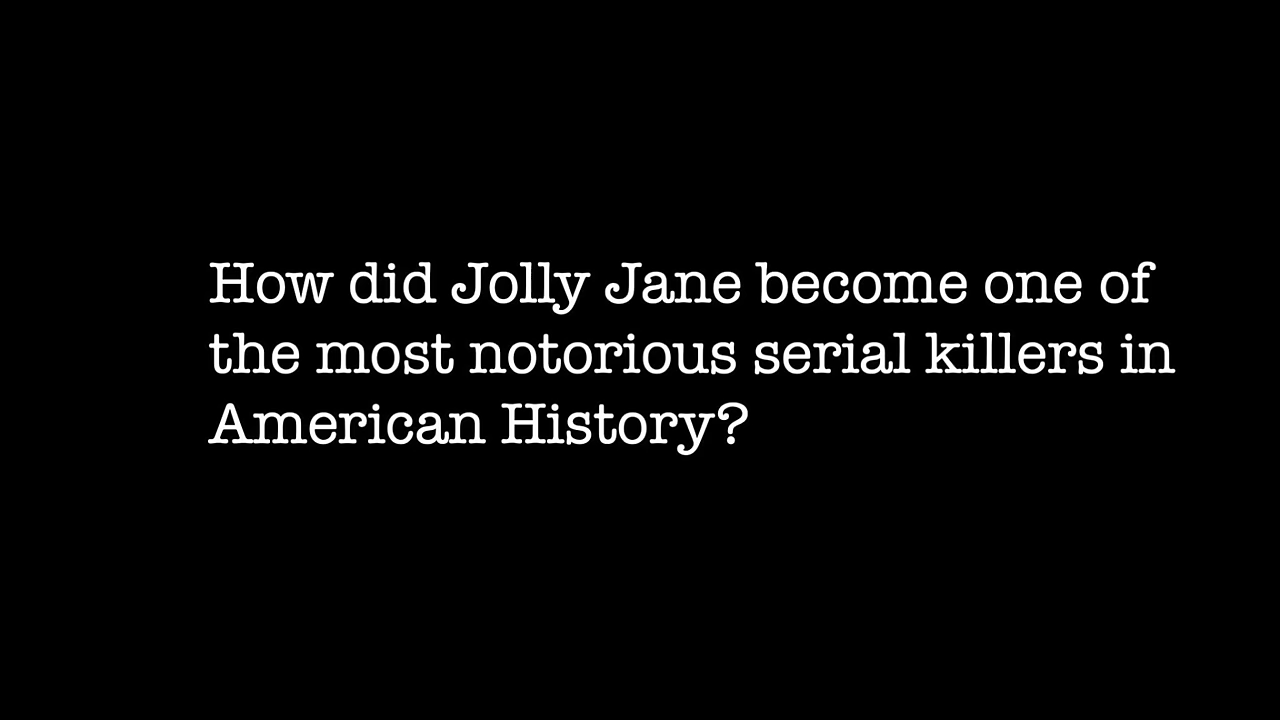 How did Jolly Jane become one of
the most notorious serial killers in
American History?